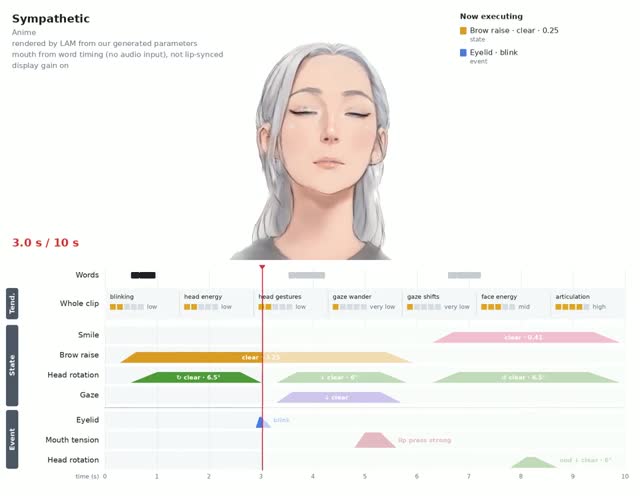 Sympathetic
Anime
rendered by LAM from our generated parameters
mouth from word timing (no audio input), not lip-synced
display gain on
Now executing
Brow raise · clear · 0.25
state
Eyelid · blink
event
3.0 s / 10 s
Words
Tend.
Whole clip
blinking
low
head energy
low
head gestures
low
gaze wander
very low
gaze shifts
very low
face energy
mid
articulation
high
State
Smile
clear · 0.41
Brow raise
clear · 0.25
Head rotation
↻ clear · 6.5°
↓ clear · 6°
↺ clear · 6.5°
Gaze
↓ clear
Event
Eyelid
blink
Mouth tension
lip press strong
Head rotation
nod ↓ clear · 6°
time (s)
0 1 2 3 4 5 6 7 8 9 10